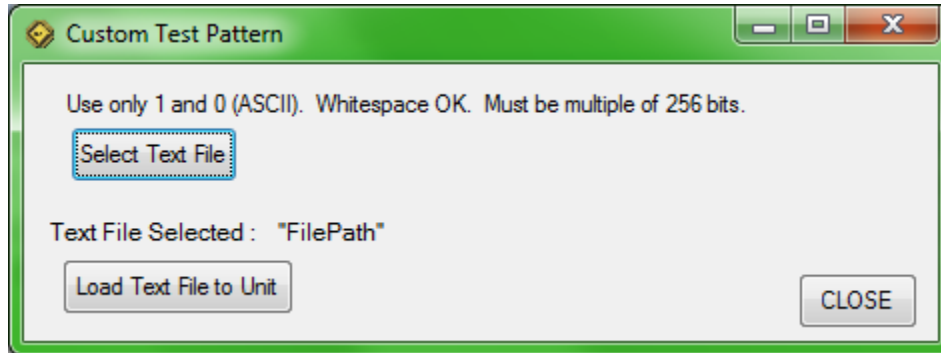 Custom Test Pattern
Use only 1 and 0 (ASCII).  Whitespace OK.  Must be multiple of 256 bits.
Select Text File
Text File Selected :   "FilePath"
Load Text File to Unit
CLOSE